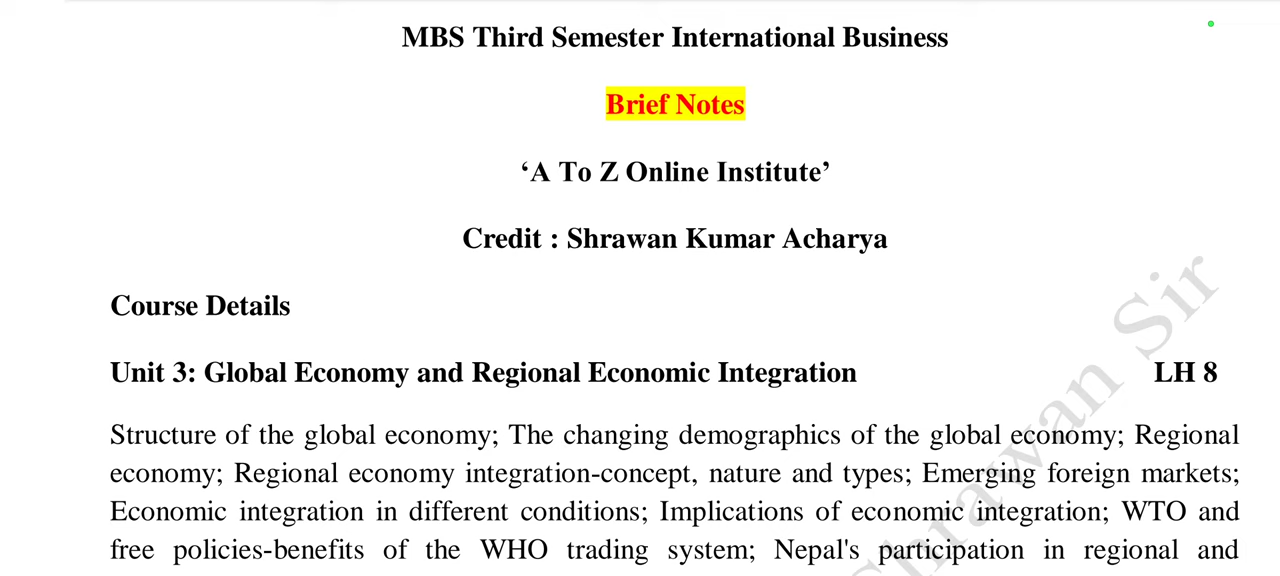 MBS Third Semester International Business
Brief Notes
‘A To Z Online Institute’
Credit : Shrawan Kumar Acharya
Course Details
Unit 3: Global Economy and Regional Economic Integration LH 8
Structure of the global economy; The changing demographics of the global economy; Regional
economy; Regional economy integration-concept, nature and types; Emerging foreign markets;
Economic integration in different conditions; Implications of economic integration; WTO and
free policies-benefits of the WHO trading system; Nepal's participation in regional and
Shrawan Sir